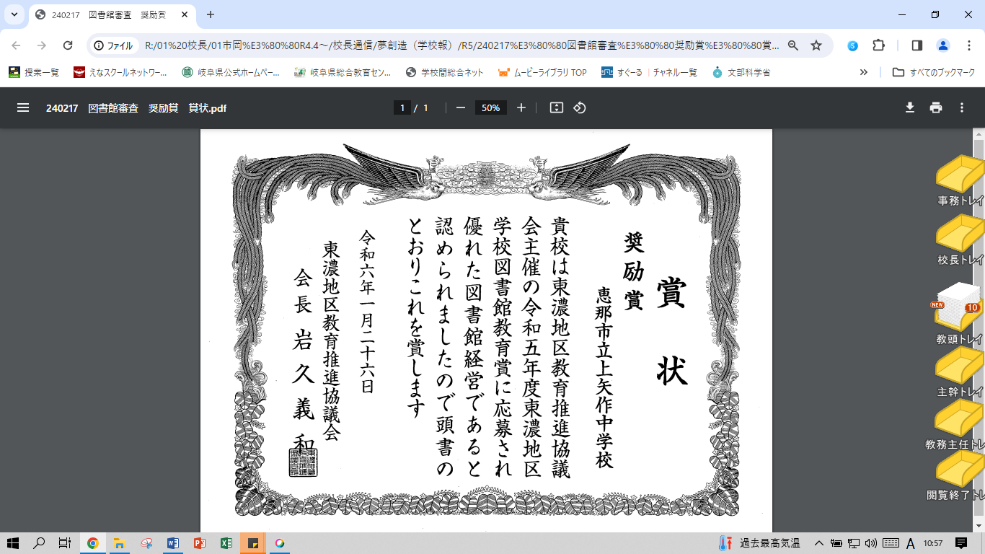 240217　図書館審査　奨励賞
ファイル
R:/01%20校長/01市岡%E3%80%80R4.4～/校長通信/夢創造（学校報）/R5/240217%E3%80%80図書館審査%E3%80%80奨励賞%E3%80%80賞...
授業一覧
えなスクールネットワー...
岐阜県公式ホームペー...
岐阜県総合教育セン...
学校間総合ネット
ムービーライブラリ TOP
すぐーる｜チャネル一覧
文部科学省
すべてのブックマーク
240217　図書館審査　奨励賞　賞状.pdf
1 / 1
50%
賞状
奨励賞
恵那市立上矢作中学校
貴校は東濃地区教育推進協議
会主催の令和五年度東濃地区
学校図書館教育賞に応募され
優れた図書館経営であると
認められましたので頭書の
とおりこれを賞します
令和六年一月二十六日
東濃地区教育推進協議会
会長 岩久義和
事務トレイ
校長トレイ
NEW
10
教頭トレイ
主幹トレイ
教務主任トレ
閲覧終了トレ
過去最高気温
A
10:57